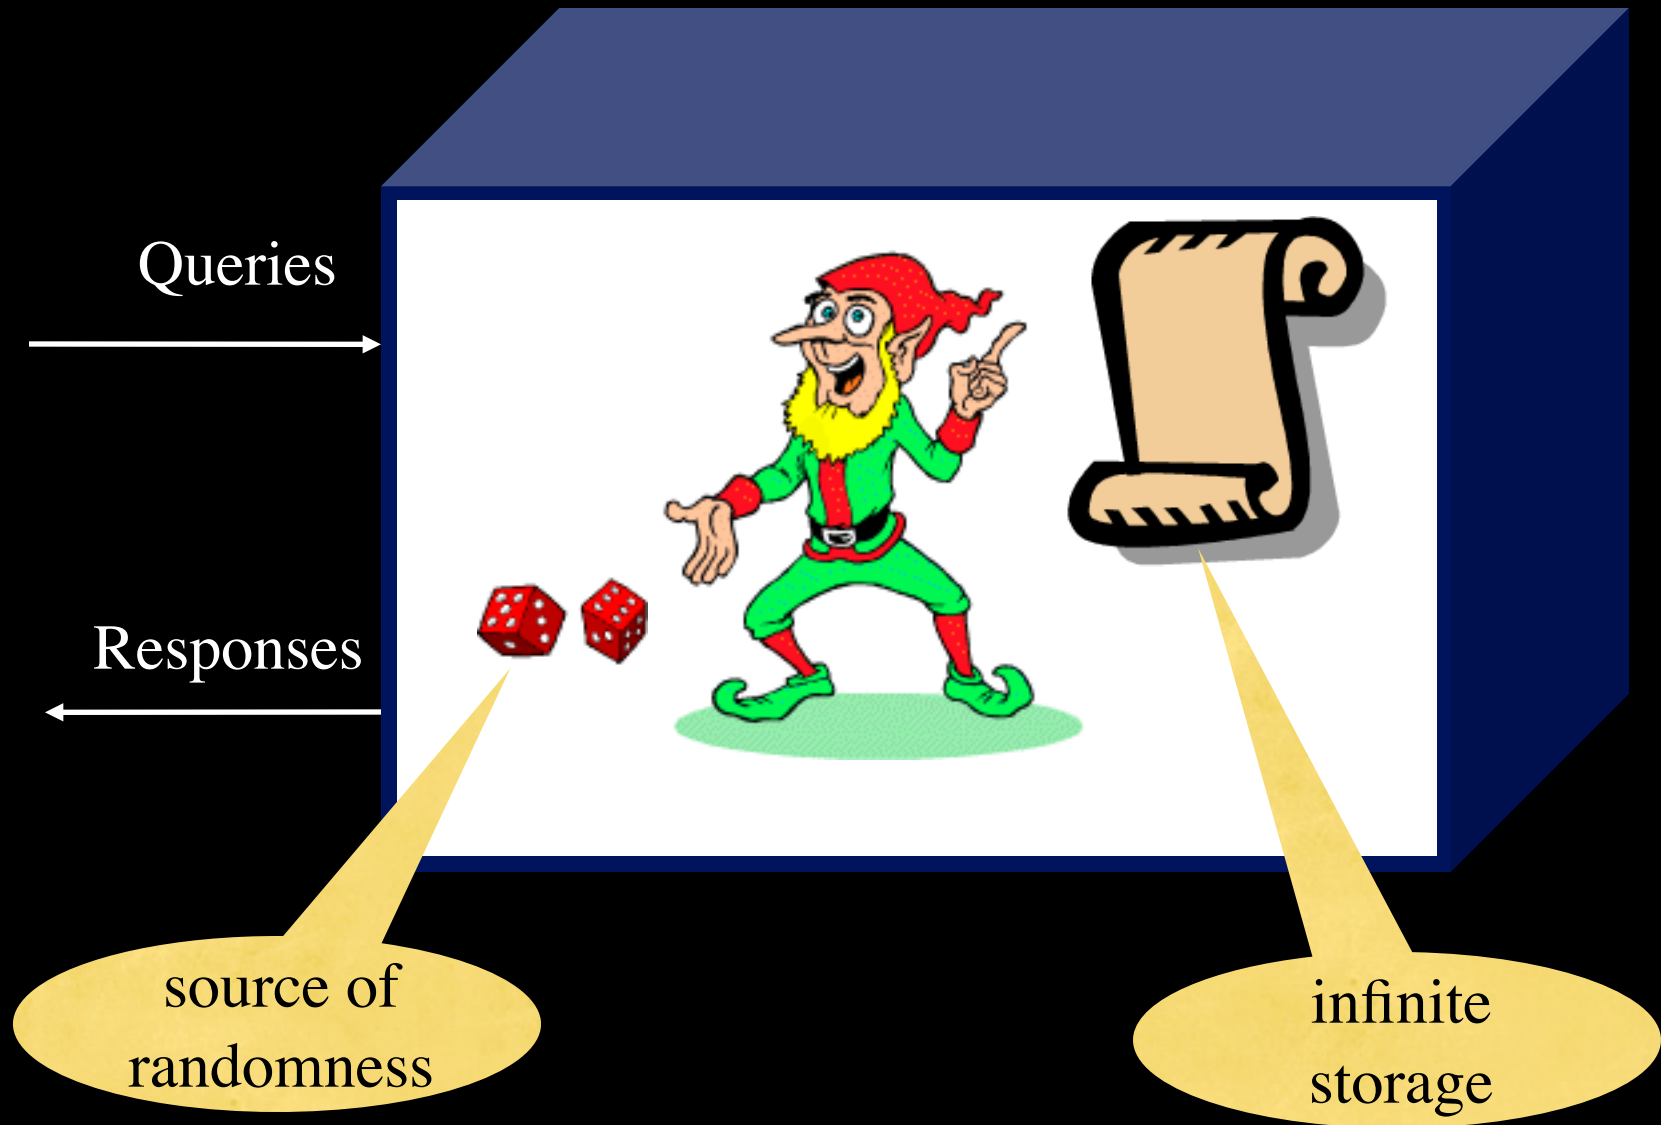 Queries
Responses
source of
randomness
infinite
storage